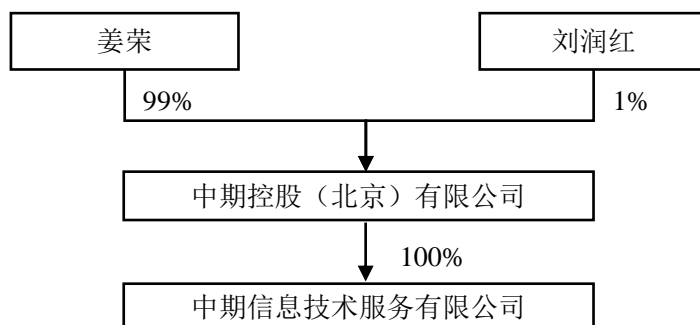 姜荣
刘润红
99%
1%
中期控股（北京）有限公司
100%
中期信息技术服务有限公司